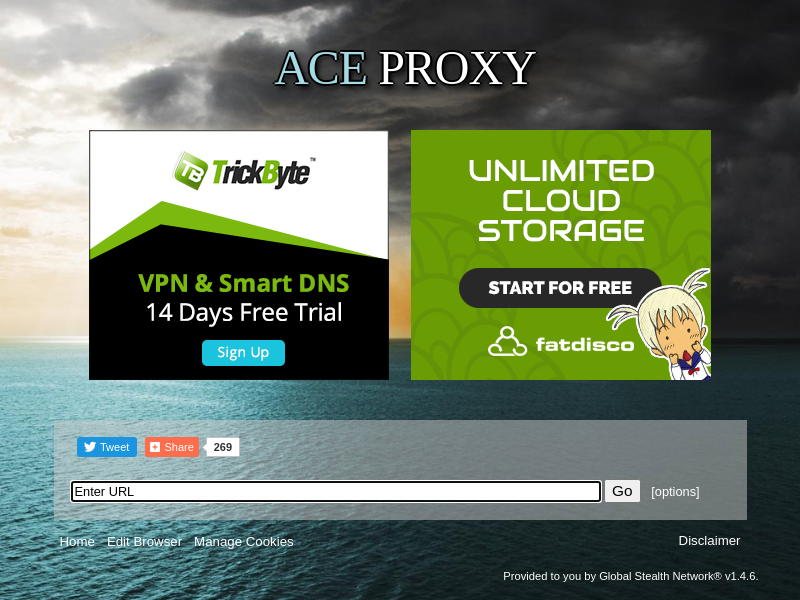 ACE PROXY
TB TrickByte™
VPN & Smart DNS
14 Days Free Trial
Sign Up
UNLIMITED
CLOUD
STORAGE
START FOR FREE
fatdisco
Tweet Share 269
Enter URL Go [options]
Home Edit Browser Manage Cookies Disclaimer
Provided to you by Global Stealth Network® v1.4.6.